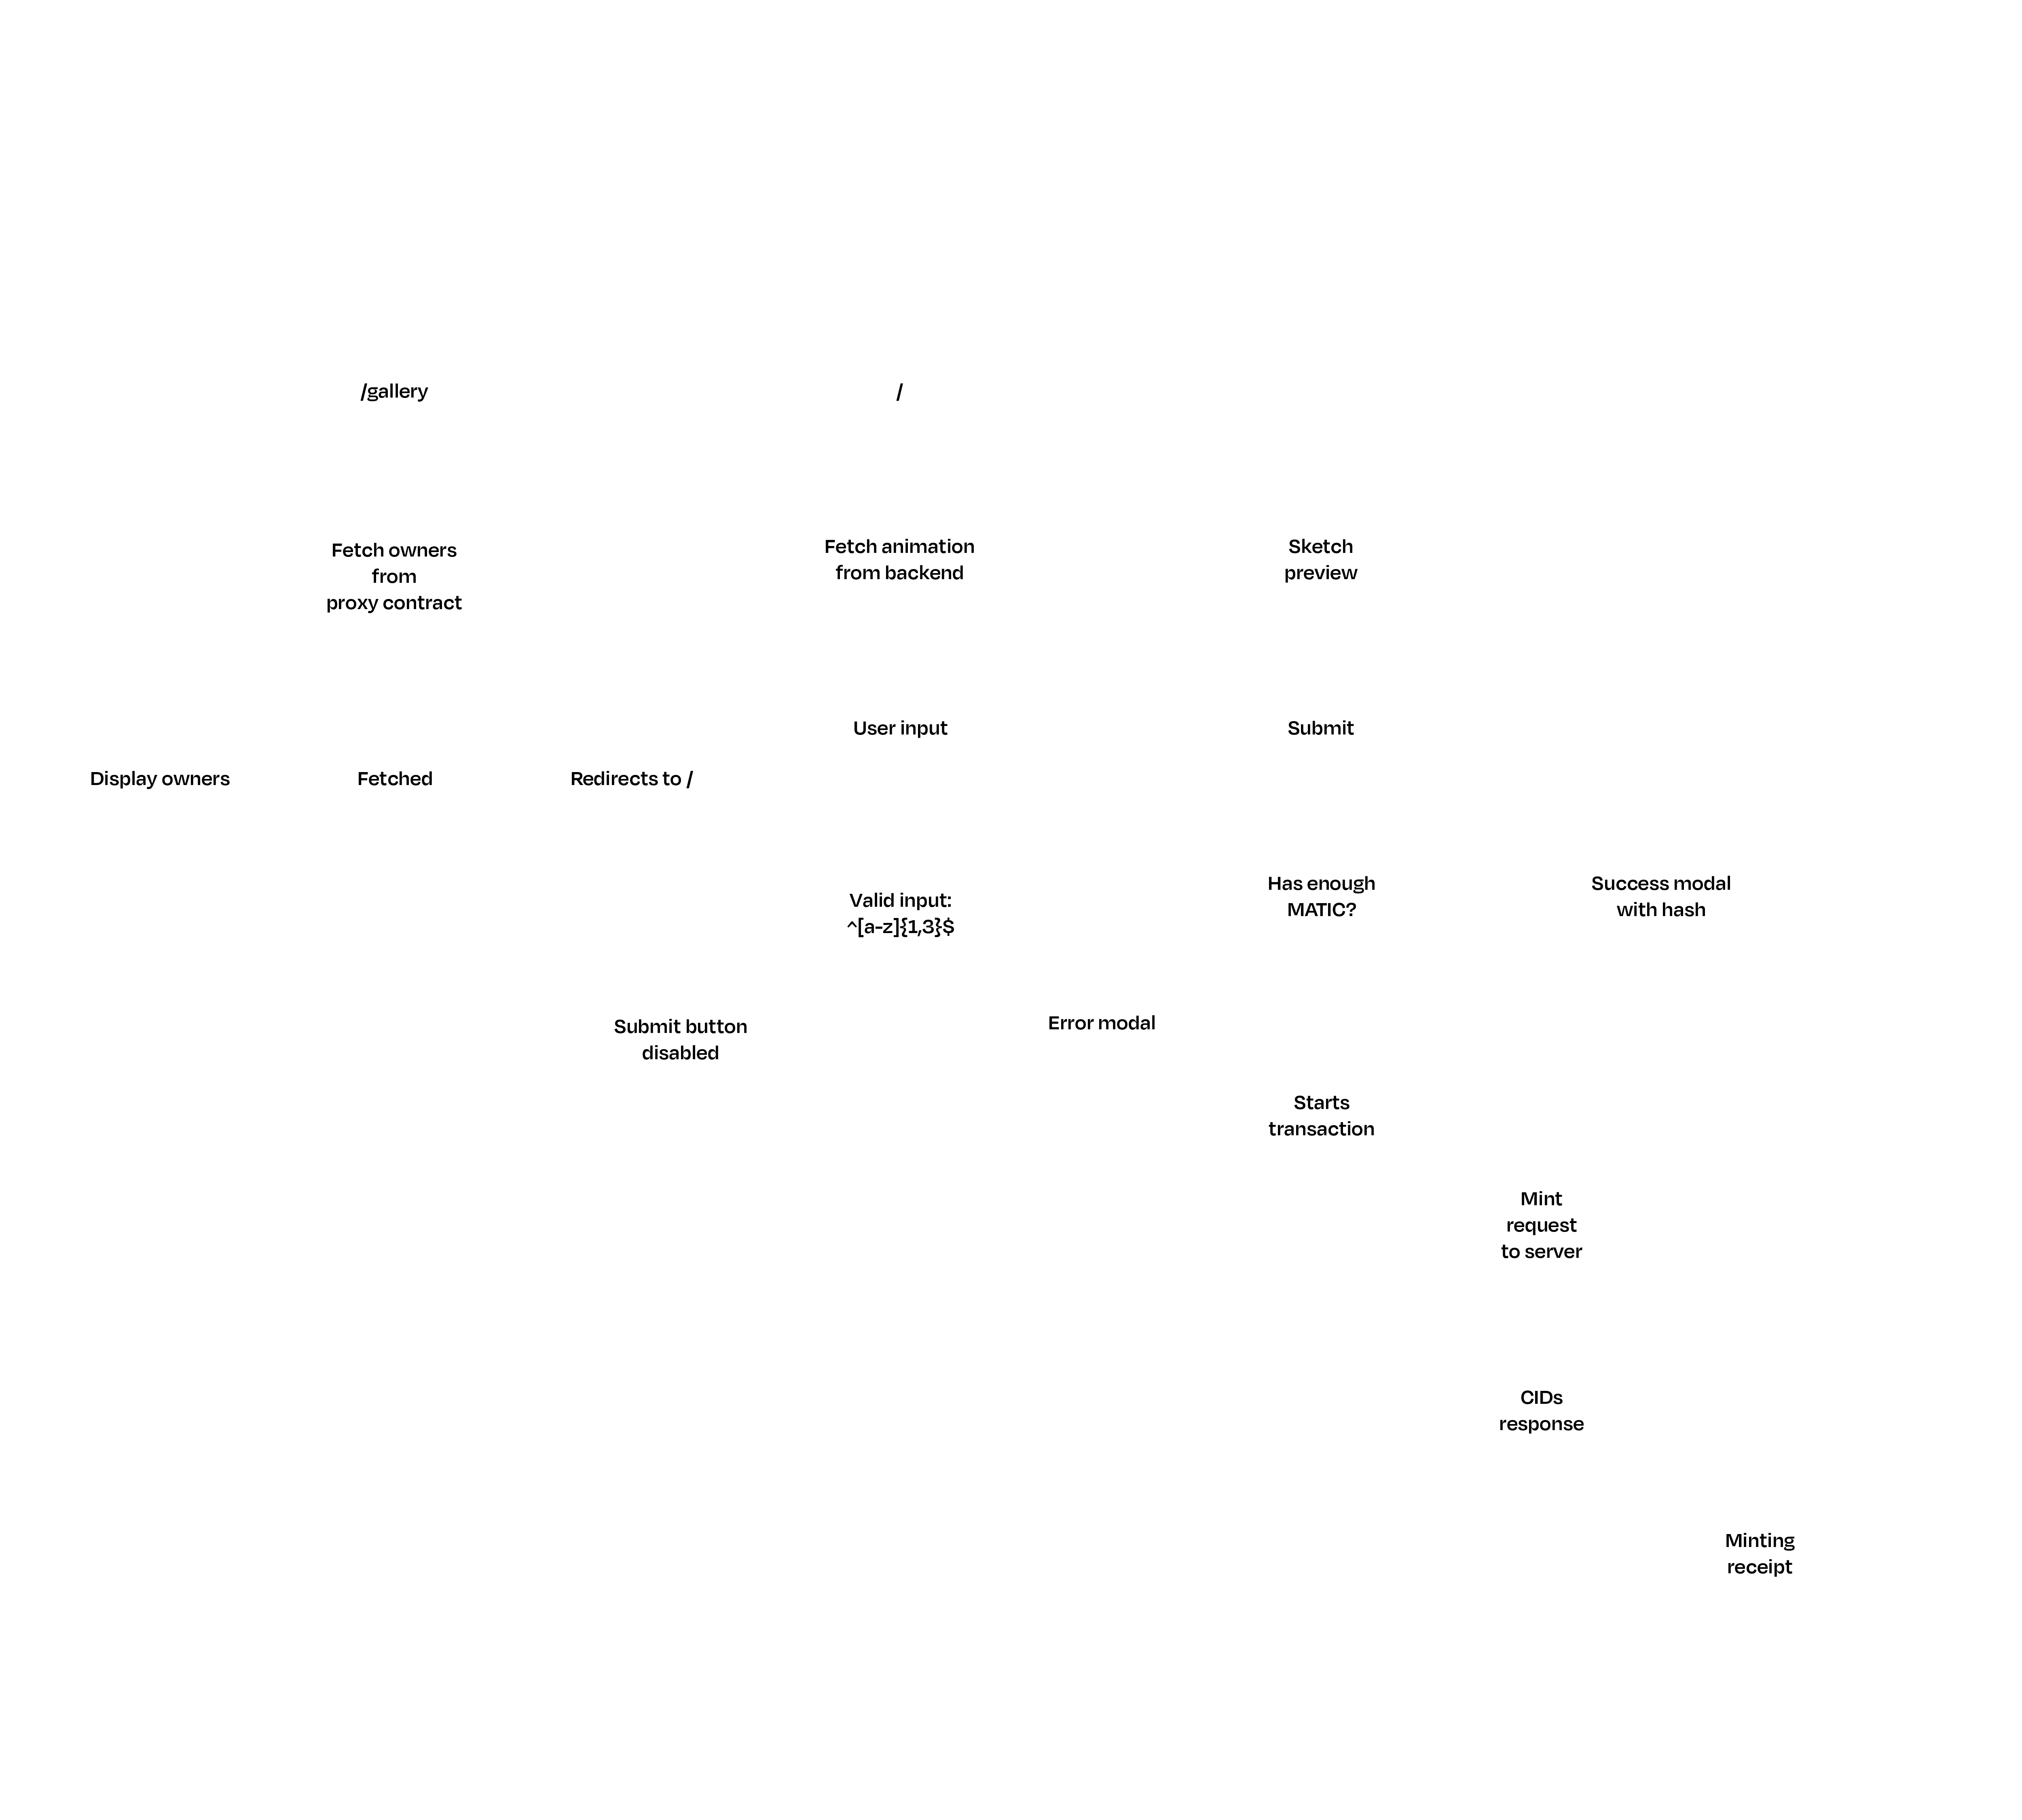 /gallery
/
Fetch owners
from
proxy contract
Fetch animation
from backend
Sketch
preview
User input
Submit
Display owners
Fetched
Redirects to /
Valid input:
^[a-z]{1,3}$
Has enough
MATIC?
Success modal
with hash
Submit button
disabled
Error modal
Starts
transaction
Mint
request
to server
CIDs
response
Minting
receipt